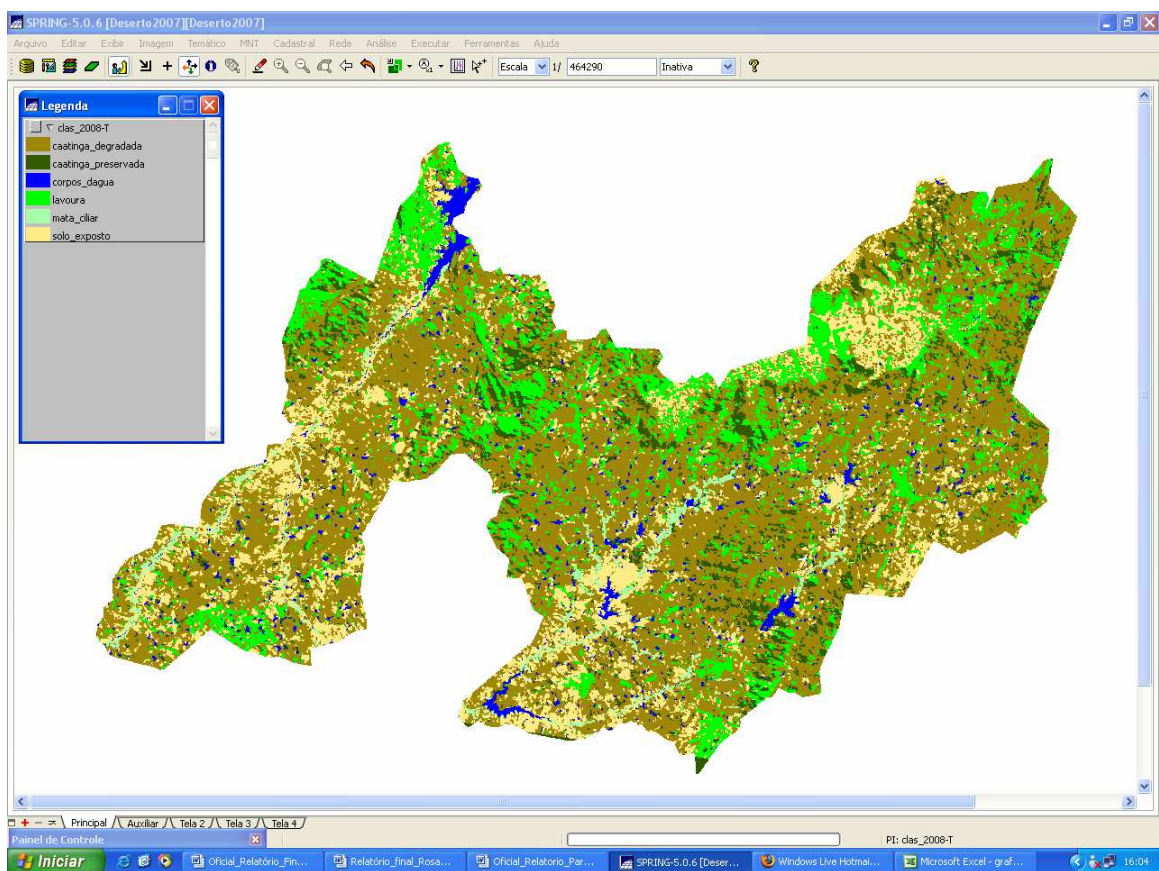 SPRING-5.0.6 [Deserto2007][Deserto2007]
Arquivo Editar Exibir Imagem Temático MNT Cadastral Rede Análise Executar Ferramentas Ajuda
Escala 1/ 464290 Inativa
Legenda
clas_2008-T
caatinga_degradada
caatinga_preservada
corpos_dagua
lavoura
mata_ciliar
solo_exposto
Principal Auxiliar Tela 2 Tela 3 Tela 4
Painel de Controle PI: clas_2008-T
Iniciar Oficial_Relatório_Fin... Relatório_final_Rosa... Oficial_Relatorio_Par... SPRING-5.0.6 [Deser... Windows Live Hotmai... Microsoft Excel - graf... 16:04